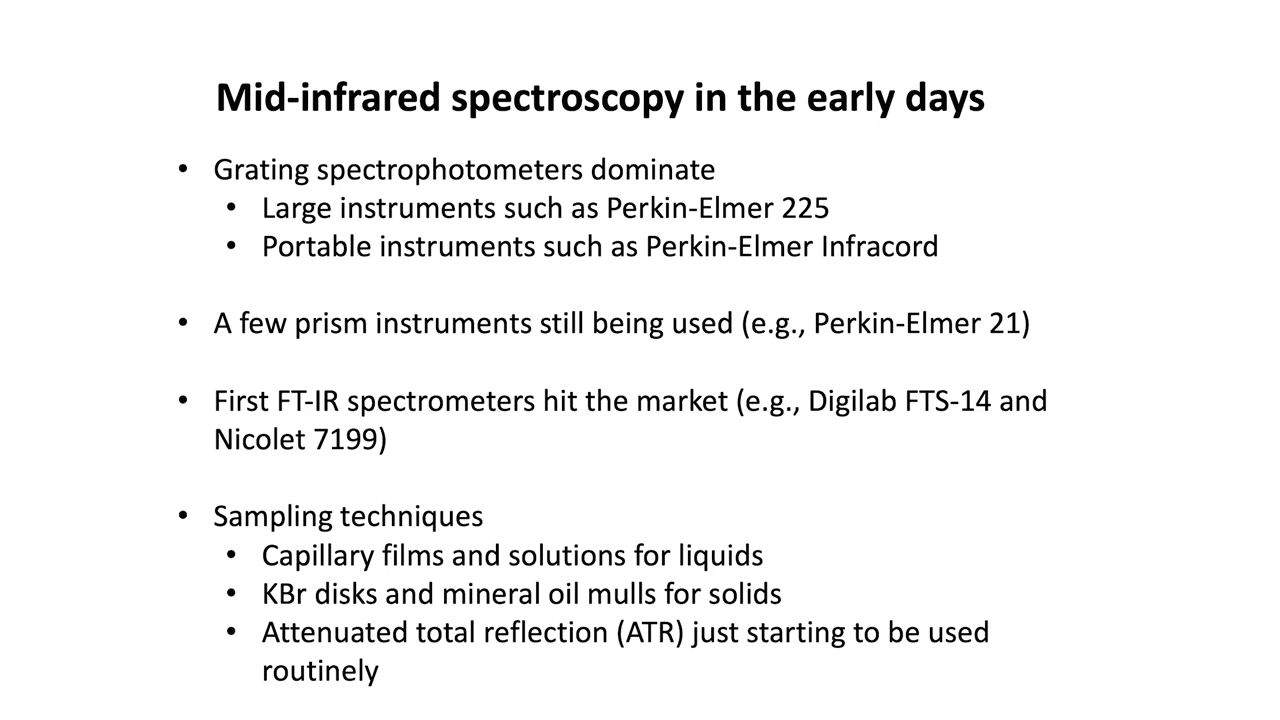 Mid-infrared spectroscopy in the early days
• Grating spectrophotometers dominate
• Large instruments such as Perkin-Elmer 225
• Portable instruments such as Perkin-Elmer Infracord
• A few prism instruments still being used (e.g., Perkin-Elmer 21)
• First FT-IR spectrometers hit the market (e.g., Digilab FTS-14 and
Nicolet 7199)
• Sampling techniques
• Capillary films and solutions for liquids
• KBr disks and mineral oil mulls for solids
• Attenuated total reflection (ATR) just starting to be used
routinely